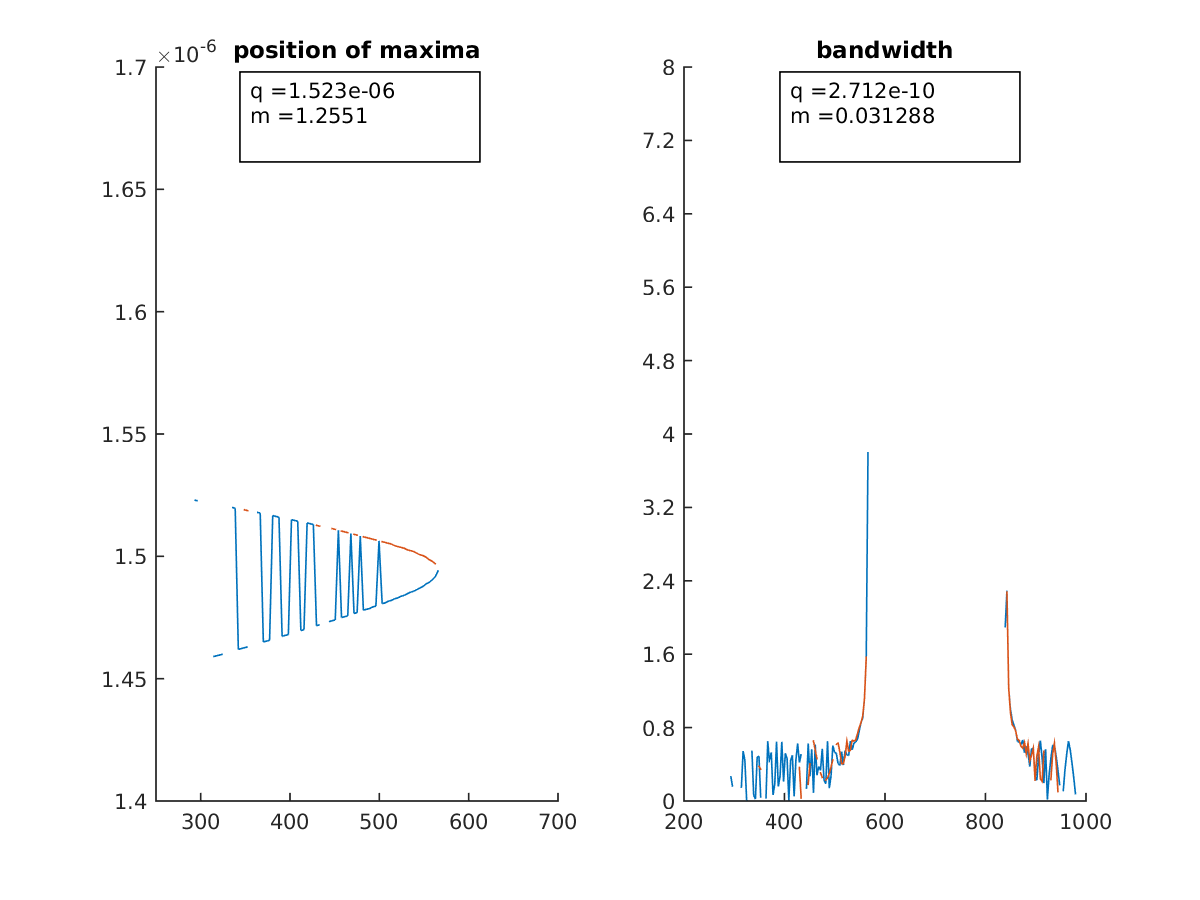 ×10-6
position of maxima
q =1.523e-06
m =1.2551
1.7
1.65
1.6
1.55
1.5
1.45
1.4
300 400 500 600 700
bandwidth
q =2.712e-10
m =0.031288
8
7.2
6.4
5.6
4.8
4
3.2
2.4
1.6
0.8
0
200 400 600 800 1000